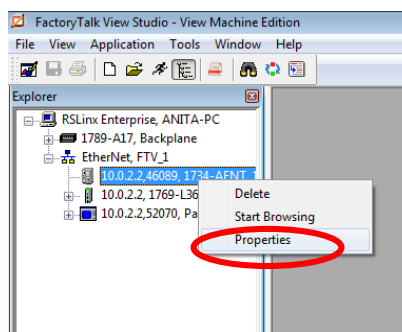 FactoryTalk View Studio - View Machine Edition
File View Application Tools Window Help
Explorer
RSLinx Enterprise, ANITA-PC
1789-A17, Backplane
EtherNet, FTV_1
10.0.2.2,46089, 1734-AENT_1
10.0.2.2, 1769-L36
10.0.2.2,52070, Pa
Delete
Start Browsing
Properties